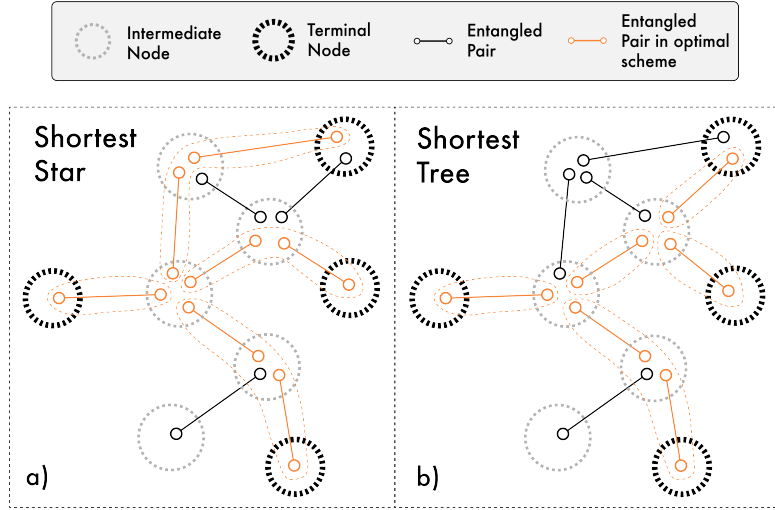 Intermediate
Node
Terminal
Node
Entangled
Pair
Entangled
Pair in optimal
scheme
Shortest
Star
Shortest
Tree
a)
b)